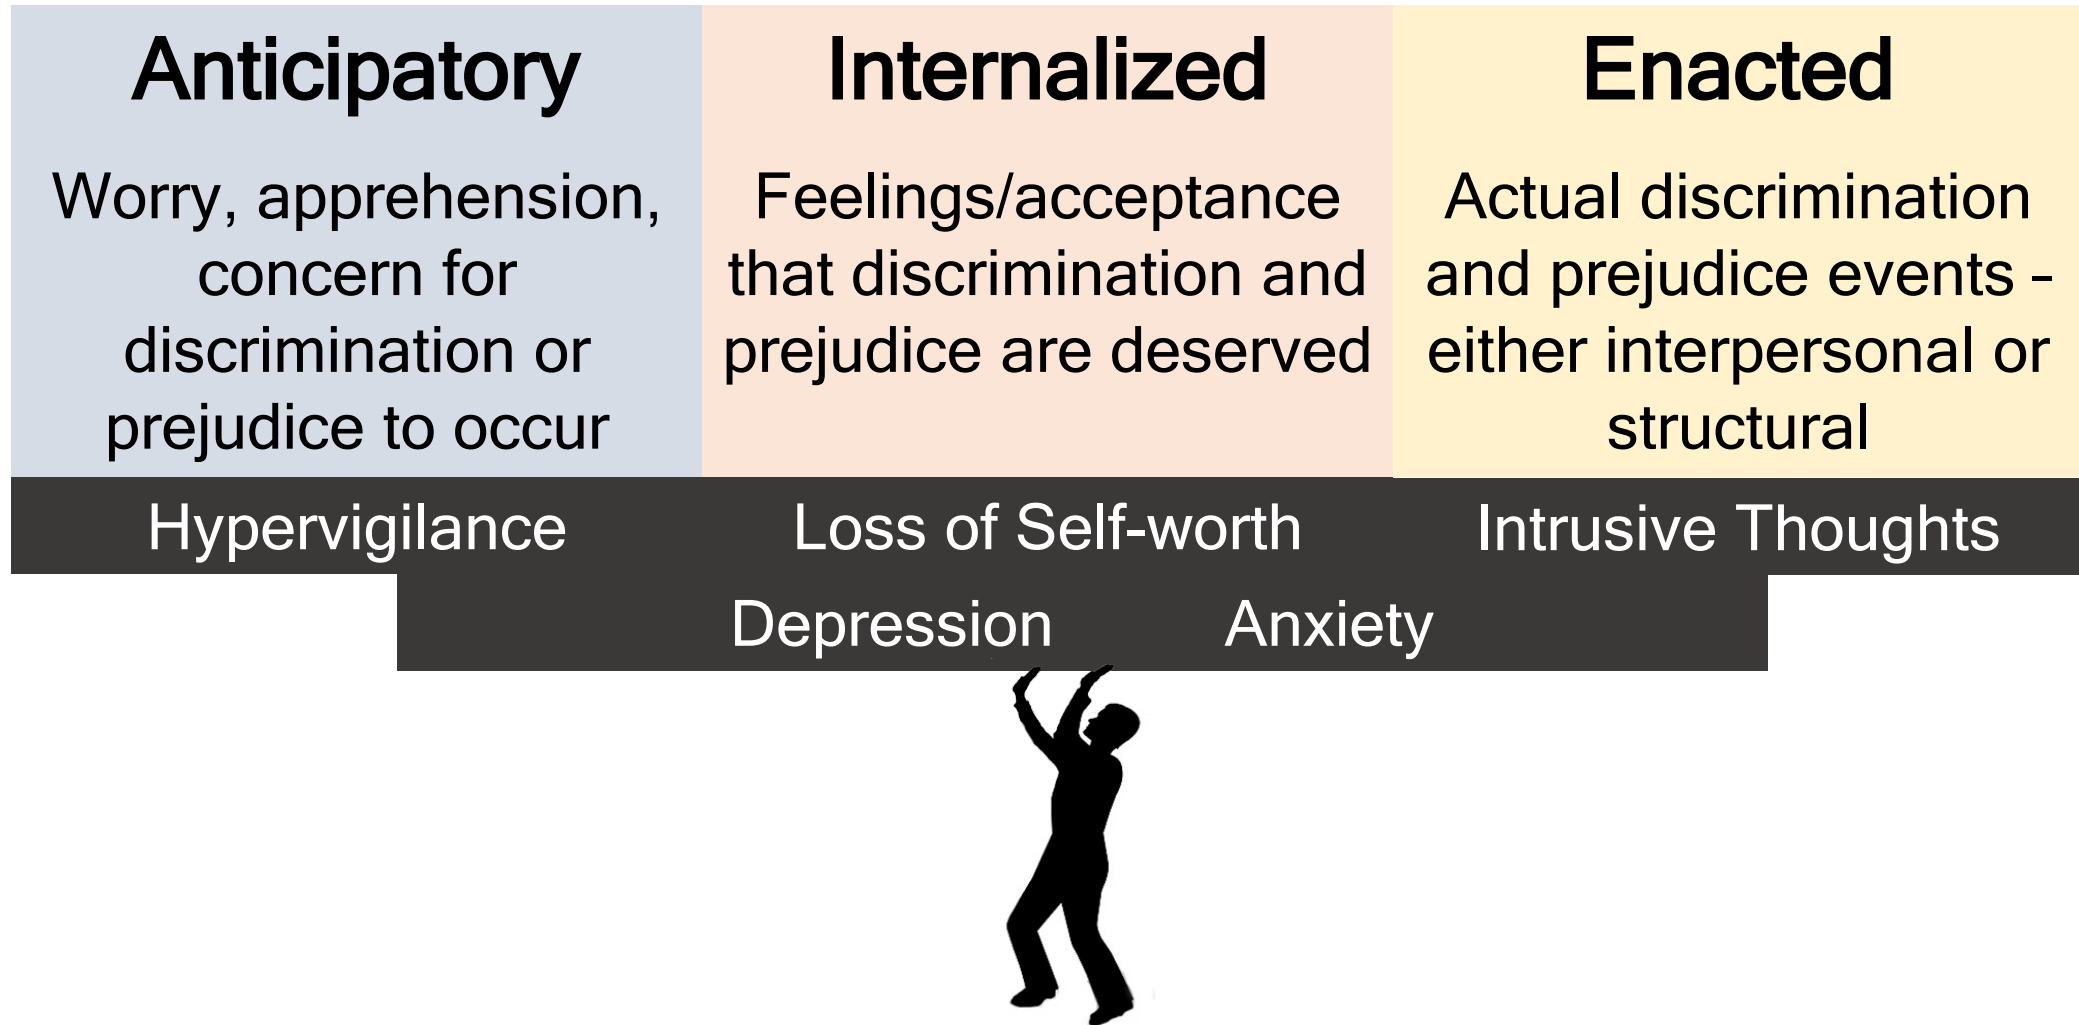 Anticipatory
Worry, apprehension,
concern for
discrimination or
prejudice to occur
Internalized
Feelings/acceptance
that discrimination and
prejudice are deserved
Enacted
Actual discrimination
and prejudice events –
either interpersonal or
structural
Hypervigilance
Loss of Self-worth
Intrusive Thoughts
Depression
Anxiety